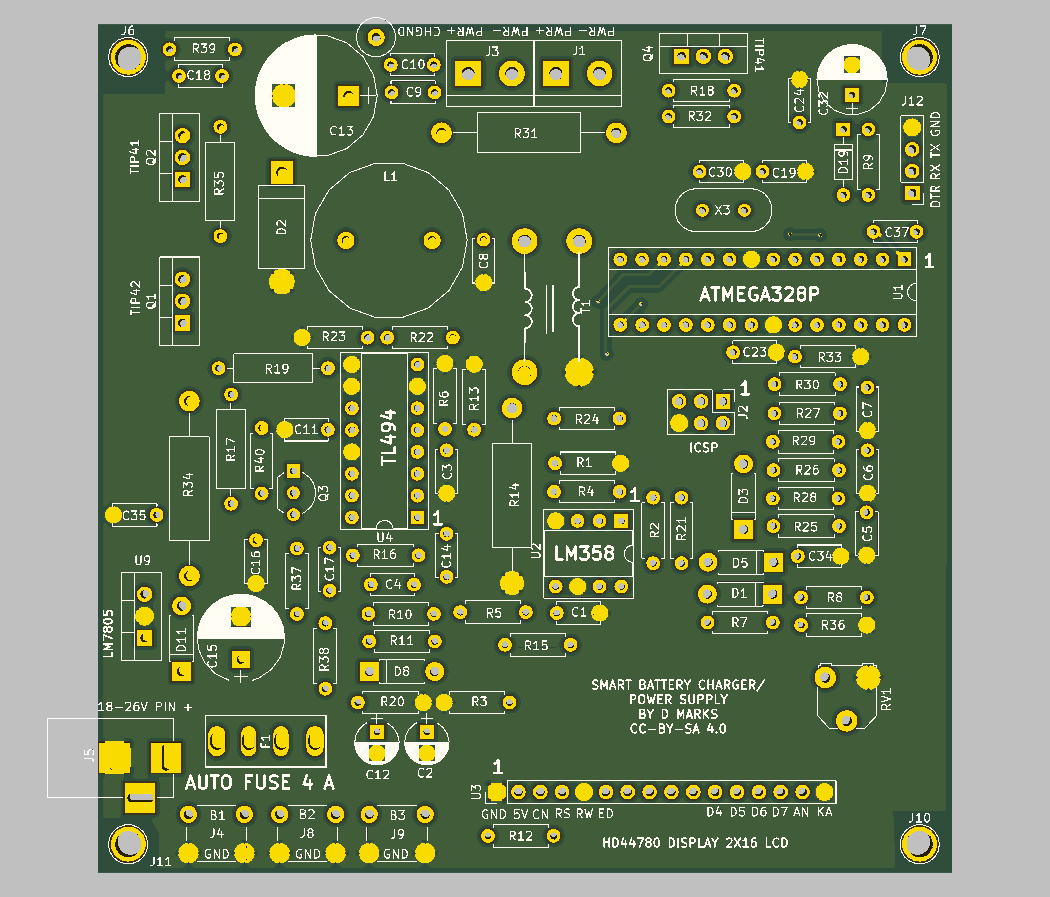 J6
R39
C18
CHGND
PWR+ PWR- PWR+ PWR-
C10
C9
J3
J1
Q4
TIP41
R18
R32
C24
C32
J7
J12
DTR RX TX GND
C13
R31
D19
R9
TIP41
Q2
R35
L1
C30
C19
X3
D2
C8
C37
T1
1
ATMEGA328P
U1
TIP42
Q1
R23
R22
C23
R33
R19
R6
R13
R30
R17
R40
C11
TL494
R24
1
J2
ICSP
R27
C7
R29
R34
Q3
C3
R14
R1
R4
R26
C6
D3
R28
C35
1
U4
1
R2
R21
R25
C5
U9
C16
R37
C17
R16
C14
U2
LM358
D5
C34
C4
D1
R8
LM7805
D11
C15
R10
R5
C1
R7
R36
R11
R15
R38
D8
18-26V PIN +
R20
R3
SMART BATTERY CHARGER/
POWER SUPPLY
BY D MARKS
CC-BY-SA 4.0
RV1
J5
F1
C12
C2
AUTO FUSE 4 A
1
U3
GND 5V CN RS RW ED
D4 D5 D6 D7 AN KA
B1
B2
B3
J4
J8
J9
GND
GND
GND
J11
R12
HD44780 DISPLAY 2X16 LCD
J10